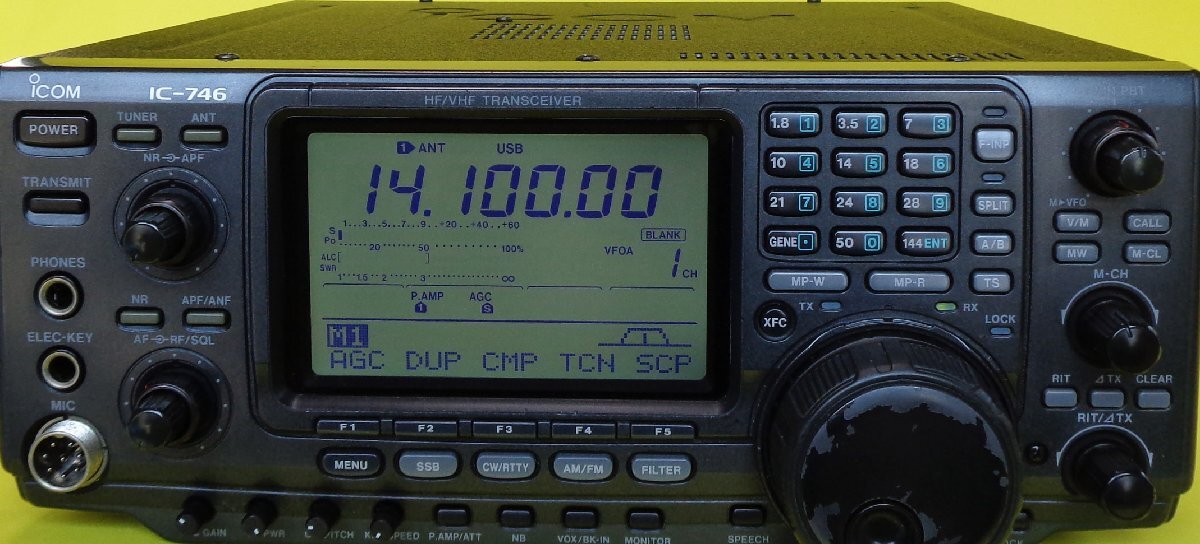 ICOM
IC-746
HF/VHF TRANSCEIVER
POWER
TUNER
ANT
NR APF
TRANSMIT
PHONES
NR
APF/ANF
ELEC-KEY
AF RF/SQL
MIC
1 ANT USB
14.100.00
S 1...3...5...7...9..+20..+40..+60
Po 20 50 100%
ALC
SWR 1 1.5 2 3 ∞
BLANK
VFOA
1 CH
P.AMP AGC
1 S
M1
AGC DUP CMP TCN SCP
F1 F2 F3 F4 F5
MENU SSB CW/RTTY AM/FM FILTER
1.8 1 3.5 2 7 3
F-INP
10 4 14 5 18 6
21 7 24 8 28 9
SPLIT
GENE • 50 0 144 ENT
A/B
MP-W MP-R TS
TX RX
XFC
LOCK
PBT
M►VFO
V/M CALL
MW M-CL
M-CH
RIT ⊿TX CLEAR
RIT/⊿TX
GAIN
P.AMP/ATT NB VOX/BK-IN MONITOR SPEECH